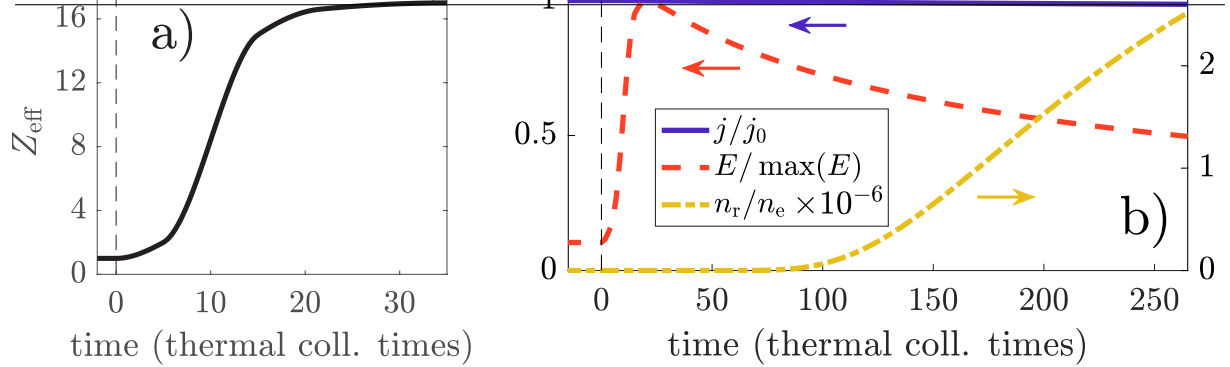 16
12
8
4
0
Z_eff
a)
0 10 20 30
time (thermal coll. times)
1
0.5
0
j/j_0
E/ max(E)
n_r/n_e ×10^−6
b)
2
1
0
0 50 100 150 200 250
time (thermal coll. times)